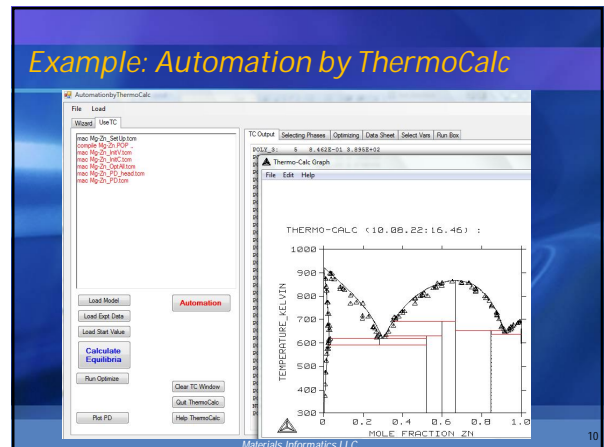 Example: Automation by ThermoCalc
AutomationbyThermoCalc
File Load
Wizard UseTC
mac Mg-Zn_SetUp.tcm
compile Mg-Zn.POP ,,
mac Mg-Zn_InitV.tcm
mac Mg-Zn_InitC.tcm
mac Mg-Zn_OptAll.tcm
mac Mg-Zn_PD_head.tcm
mac Mg-Zn_PD.tcm
TC Output Selecting Phases Optimizing Data Sheet Select Vars Run Box
POLY_3: 5 8.462E-01 3.895E+02
Thermo-Calc Graph
File Edit Help
THERMO-CALC (10.08.22:16.46) :
1000
900
800
700
600
500
400
300
TEMPERATURE_KELVIN
0 0.2 0.4 0.6 0.8 1.0
MOLE FRACTION ZN
Load Model
Automation
Load Expt Data
Load Start Value
Calculate
Equilibria
Run Optimize
Clear TC Window
Quit ThermoCalc
Plot PD
Help ThermoCalc
Materials Informatics LLC
10